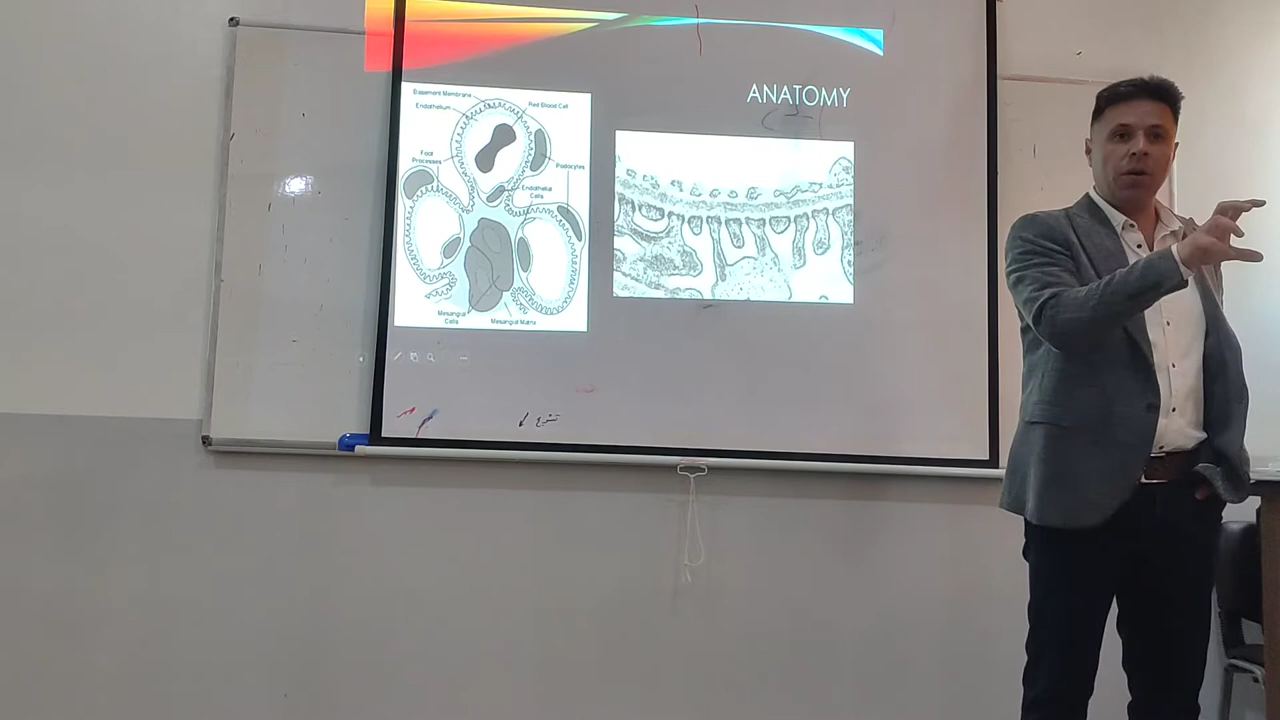 ANATOMY
Basement Membrane
Endothelium
Red Blood Cell
Foot
Processes
Podocytes
Endothelial
Cells
Mesangial
Cells
Mesangial Matrix